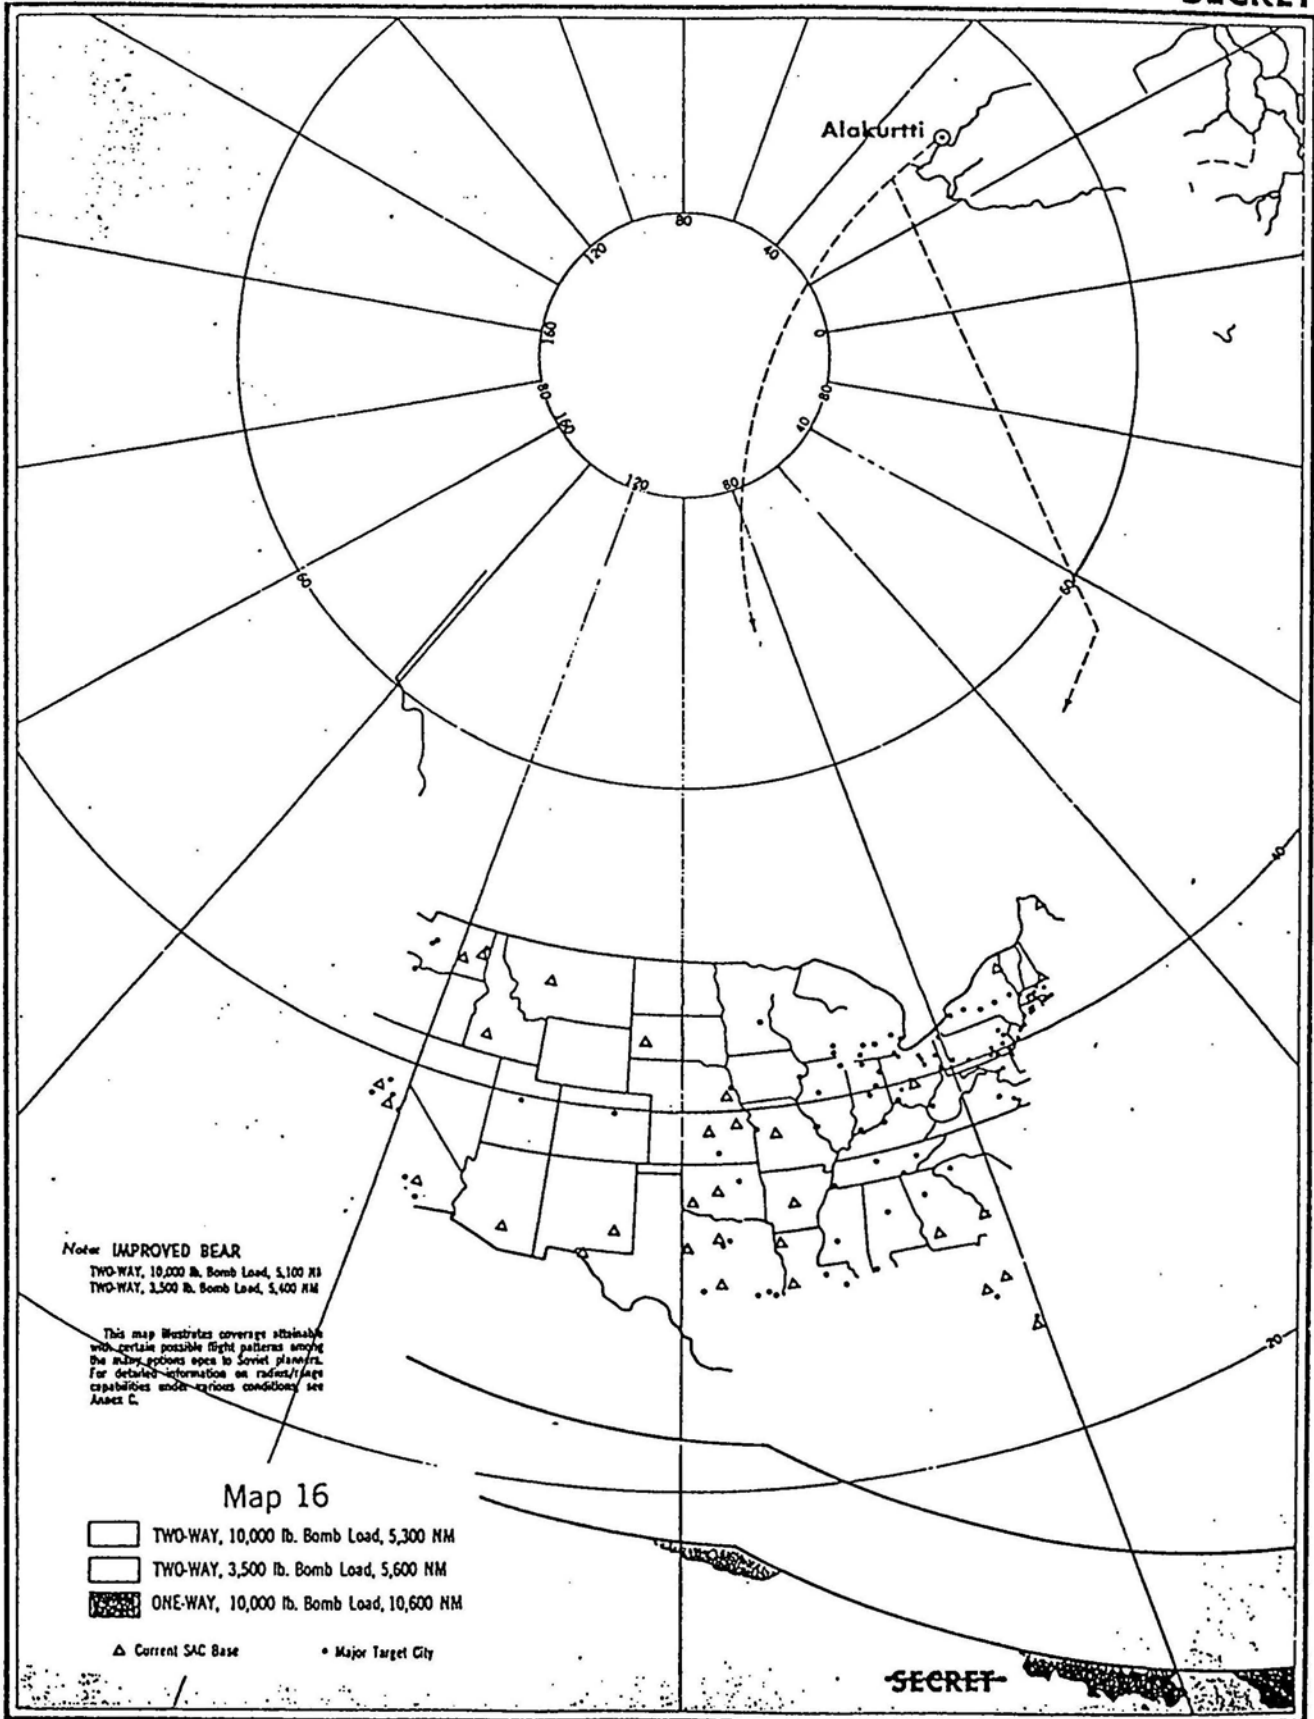 SECRET
Alakurtti
80
120
40
160
0
80
80
160
40
120
80
60
60
40
20
Note: IMPROVED BEAR
TWO-WAY, 10,000 lb. Bomb Load, 5,100 NM
TWO-WAY, 3,500 lb. Bomb Load, 5,400 NM
This map illustrates coverage attainable
with certain possible flight patterns among
the many options open to Soviet planners.
For detailed information on radius/range
capabilities under various conditions, see
Annex C.
Map 16
TWO-WAY, 10,000 lb. Bomb Load, 5,300 NM
TWO-WAY, 3,500 lb. Bomb Load, 5,600 NM
ONE-WAY, 10,000 lb. Bomb Load, 10,600 NM
Current SAC Base
Major Target City
SECRET